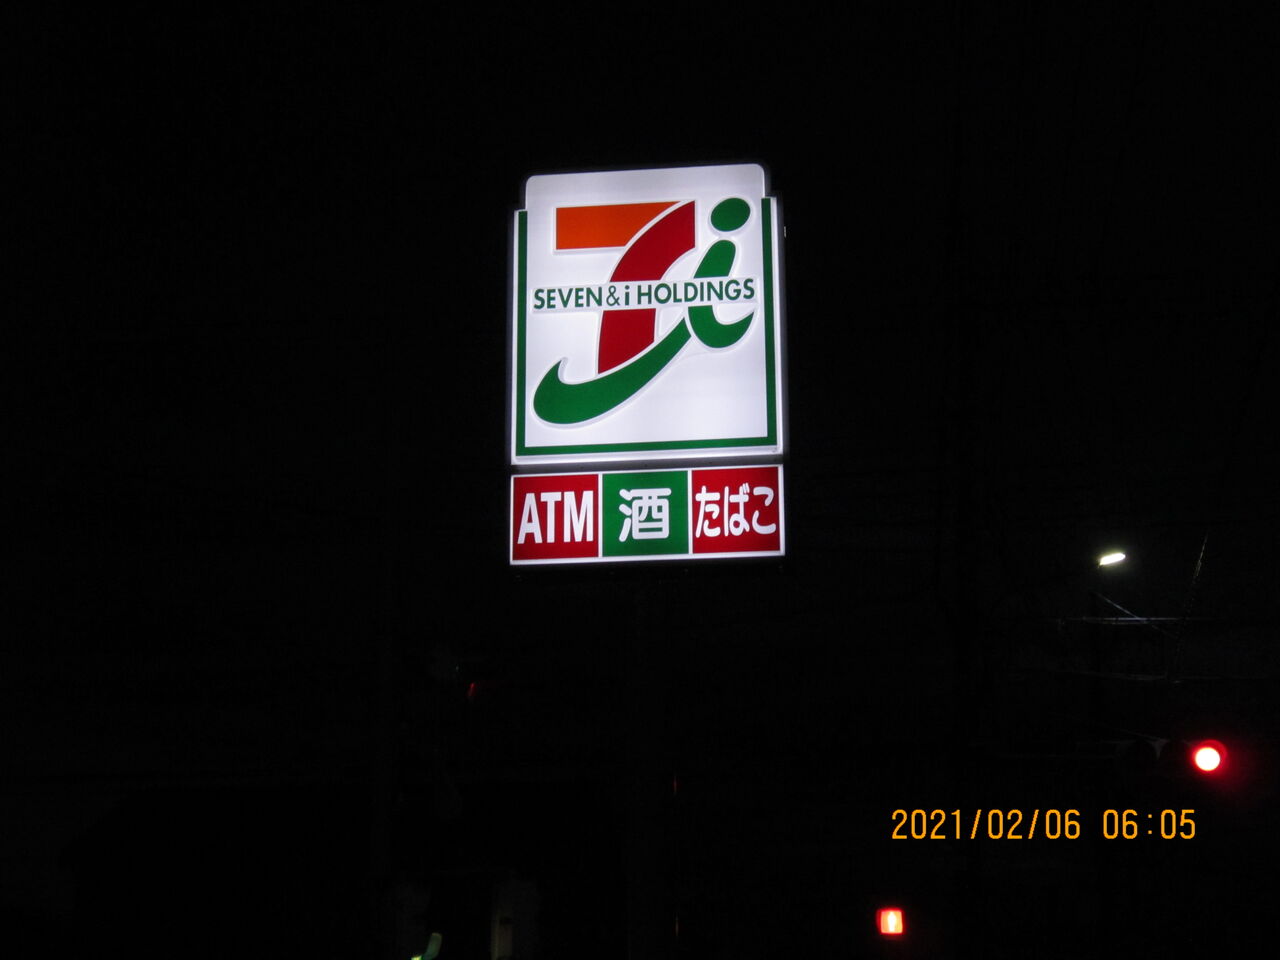 SEVEN & i HOLDINGS
ATM 酒 たばこ
2021/02/06 06:05